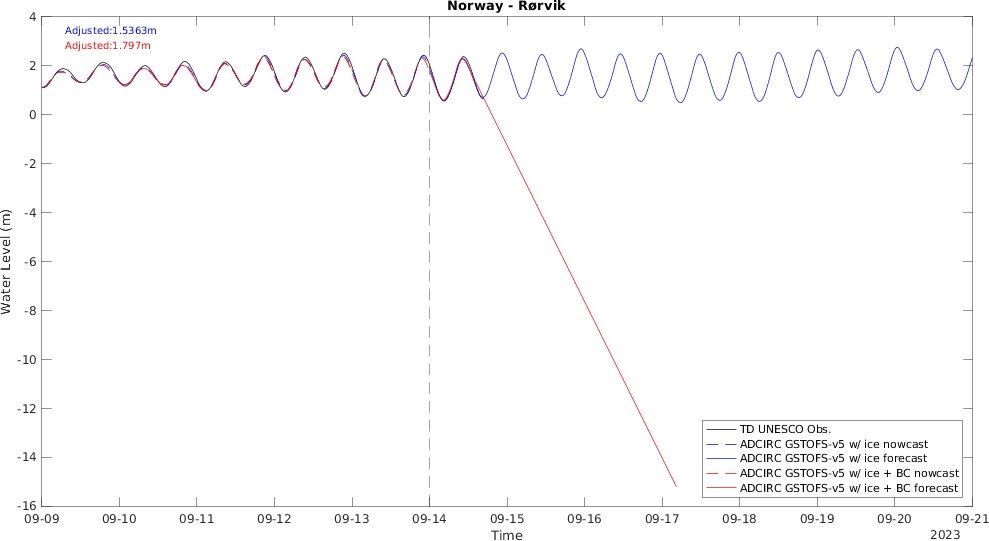 Norway - Rørvik
Adjusted:1.5363m
Adjusted:1.797m
4
2
0
-2
-4
-6
-8
-10
-12
-14
-16
Water Level (m)
TD UNESCO Obs.
ADCIRC GSTOFS-v5 w/ ice nowcast
ADCIRC GSTOFS-v5 w/ ice forecast
ADCIRC GSTOFS-v5 w/ ice + BC nowcast
ADCIRC GSTOFS-v5 w/ ice + BC forecast
09-09 09-10 09-11 09-12 09-13 09-14 09-15 09-16 09-17 09-18 09-19 09-20 09-21
Time
2023